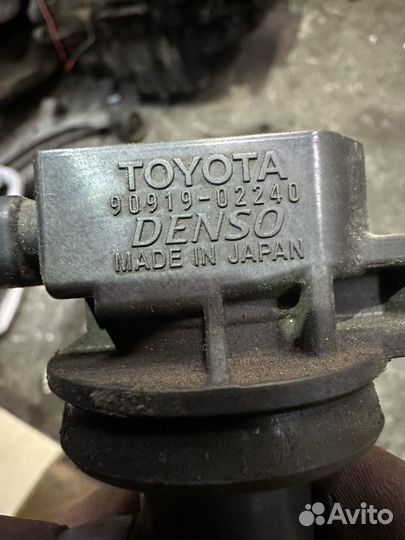 TOYOTA
90919-02240
DENSO
MADE IN JAPAN
Avito